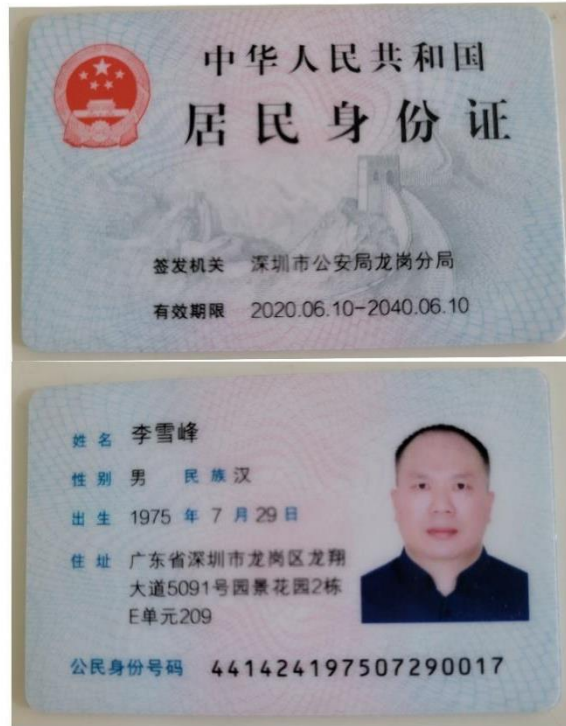 中华人民共和国
居民身份证
签发机关 深圳市公安局龙岗分局
有效期限 2020.06.10-2040.06.10
姓名 李雪峰
性别 男 民族 汉
出生 1975 年 7 月 29 日
住址 广东省深圳市龙岗区龙翔
大道5091号园景花园2栋
E单元209
公民身份号码 441424197507290017